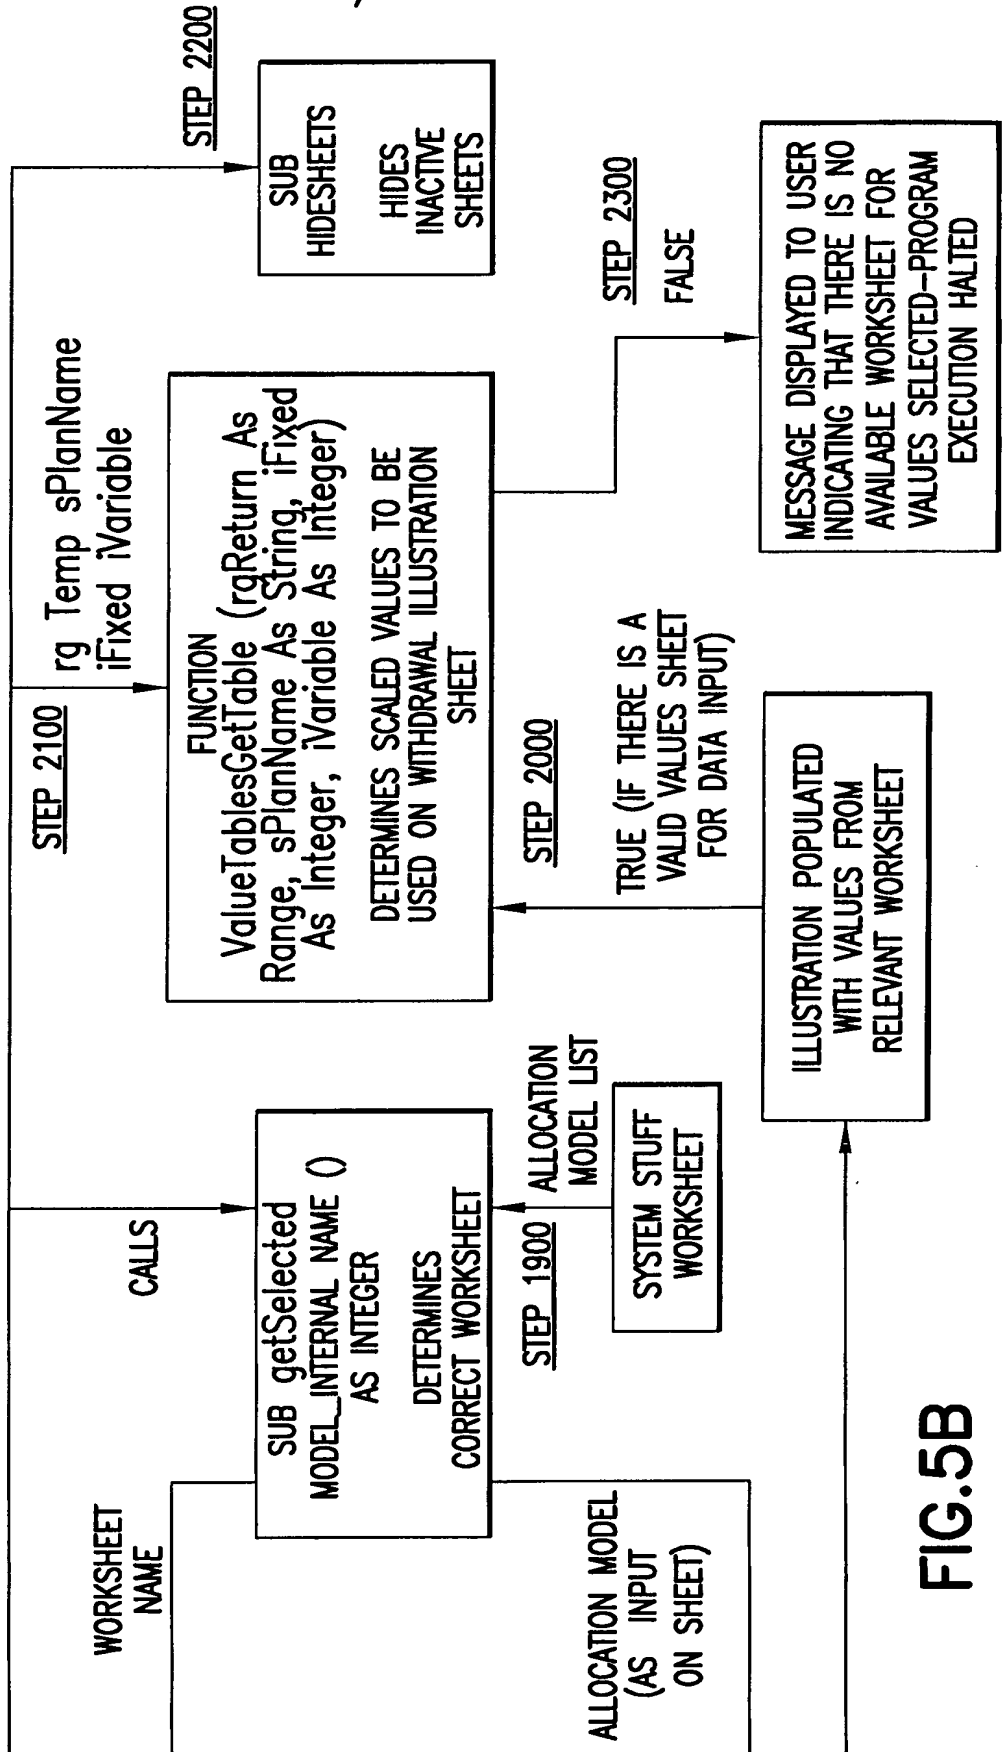 WORKSHEET
NAME
CALLS
SUB getSelected
MODEL_INTERNAL NAME ()
AS INTEGER
DETERMINES
CORRECT WORKSHEET
ALLOCATION MODEL
(AS INPUT
ON SHEET)
STEP 1900
ALLOCATION
MODEL LIST
SYSTEM STUFF
WORKSHEET
STEP 2100
rg Temp sPlanName
iFixed iVariable
FUNCTION
ValueTablesGetTable (rgReturn As
Range, sPlanName As String, iFixed
As Integer, iVariable As Integer)
DETERMINES SCALED VALUES TO BE
USED ON WITHDRAWAL ILLUSTRATION
SHEET
STEP 2000
TRUE (IF THERE IS A
VALID VALUES SHEET
FOR DATA INPUT)
ILLUSTRATION POPULATED
WITH VALUES FROM
RELEVANT WORKSHEET
STEP 2200
SUB
HIDESHEETS
HIDES
INACTIVE
SHEETS
STEP 2300
FALSE
MESSAGE DISPLAYED TO USER
INDICATING THAT THERE IS NO
AVAILABLE WORKSHEET FOR
VALUES SELECTED-PROGRAM
EXECUTION HALTED
FIG.5B